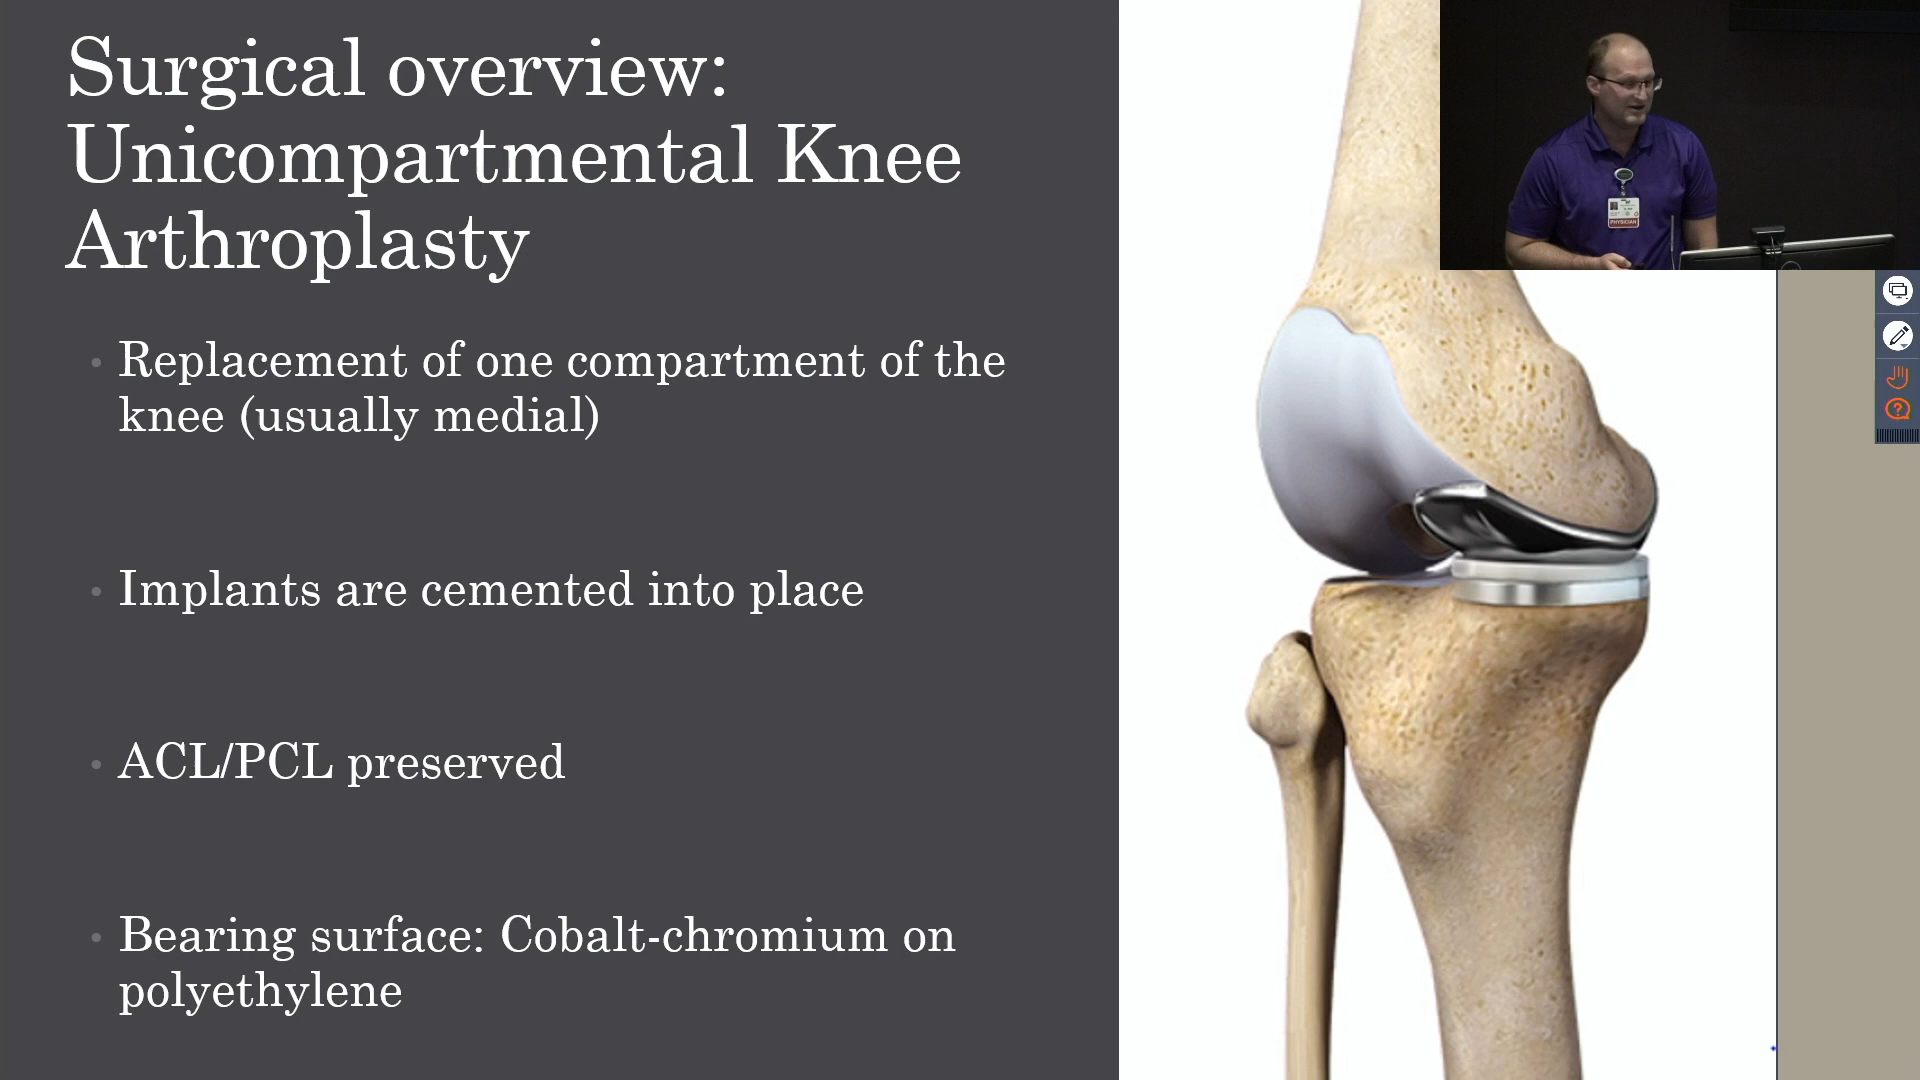 Surgical overview:
Unicompartmental Knee
Arthroplasty
• Replacement of one compartment of the
knee (usually medial)
• Implants are cemented into place
• ACL/PCL preserved
• Bearing surface: Cobalt-chromium on
polyethylene
PHYSICIAN